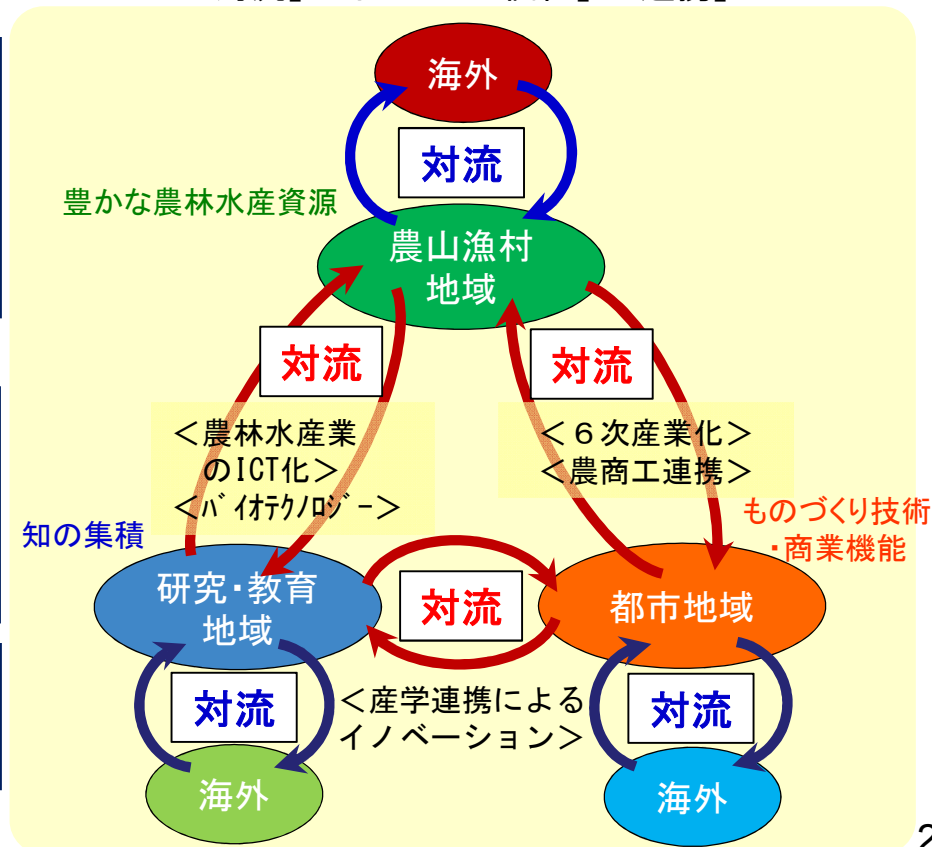 海外
対流
豊かな農林水産資源
農山漁村
地域
対流
対流
＜農林水産業
のICT化＞
＜ﾊﾞｲｵﾃｸﾉﾛｼﾞｰ＞
＜６次産業化＞
＜農商工連携＞
知の集積
ものづくり技術
・商業機能
研究・教育
地域
対流
都市地域
対流
＜産学連携による
イノベーション＞
対流
海外
海外
2